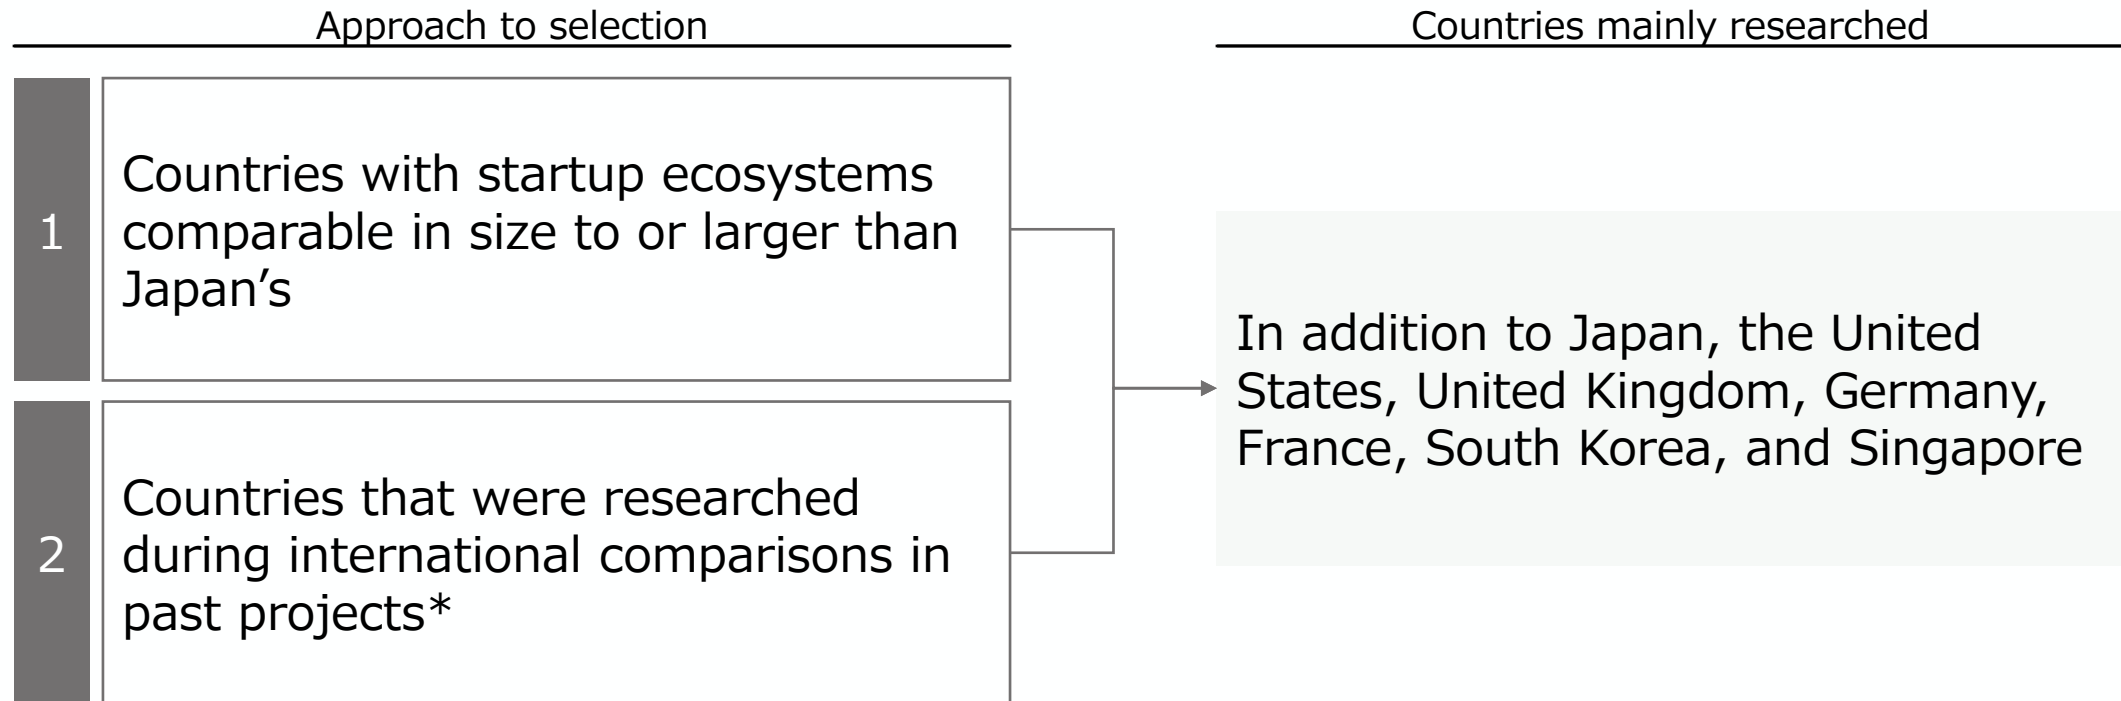 Approach to selection
Countries mainly researched
1
Countries with startup ecosystems
comparable in size to or larger than
Japan’s
2
Countries that were researched
during international comparisons in
past projects*
In addition to Japan, the United
States, United Kingdom, Germany,
France, South Korea, and Singapore